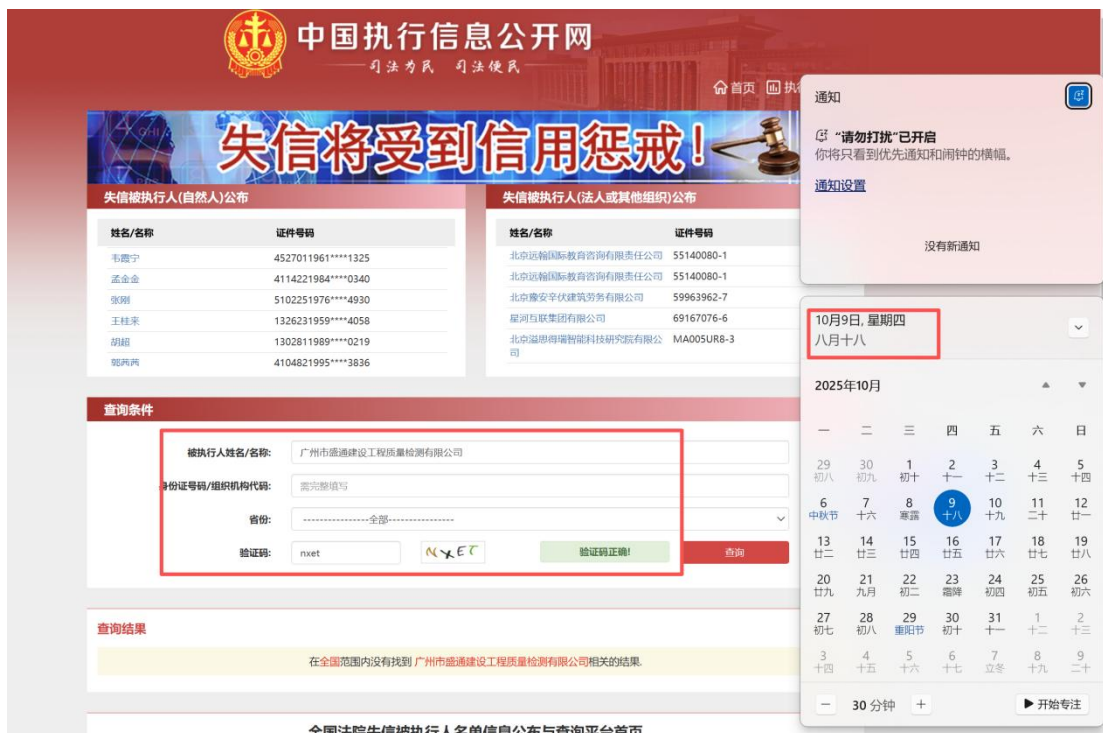 中国执行信息公开网
司法为民 司法便民
首页 执
GHI
失信将受到信用惩戒!
失信被执行人(自然人)公布
姓名/名称 证件号码
韦霞宁 4527011961****1325
孟金金 4114221984****0340
张刚 5102251976****4930
王桂来 1326231959****4058
胡超 1302811989****0219
郭芮芮 4104821995****3836
失信被执行人(法人或其他组织)公布
姓名/名称 证件号码
北京远翰国际教育咨询有限责任公司 55140080-1
北京远翰国际教育咨询有限责任公司 55140080-1
北京豫安辛伏建筑劳务有限公司 59963962-7
星河互联集团有限公司 69167076-6
北京溢思得瑞智能科技研究院有限公 MA005UR8-3
司
查询条件
被执行人姓名/名称: 广州市盛通建设工程质量检测有限公司
身份证号码/组织机构代码: 需完整填写
省份: ----------------全部----------------
验证码: nxet NXET 验证码正确! 查询
查询结果
在全国范围内没有找到 广州市盛通建设工程质量检测有限公司相关的结果.
全国法院失信被执行人名单信息公布与查询平台首页
通知
“请勿打扰”已开启
你将只看到优先通知和闹钟的横幅。
通知设置
没有新通知
10月9日, 星期四
八月十八
2025年10月
一 二 三 四 五 六 日
29 30 1 2 3 4 5
初八 初九 初十 十一 十二 十三 十四
6 7 8 9 10 11 12
中秋节 十六 寒露 十八 十九 二十 廿一
13 14 15 16 17 18 19
廿二 廿三 廿四 廿五 廿六 廿七 廿八
20 21 22 23 24 25 26
廿九 九月 初二 霜降 初四 初五 初六
27 28 29 30 31 1 2
初七 初八 重阳节 初十 十一 十二 十三
3 4 5 6 7 8 9
十四 十五 十六 十七 立冬 十九 二十
30 分钟
开始专注